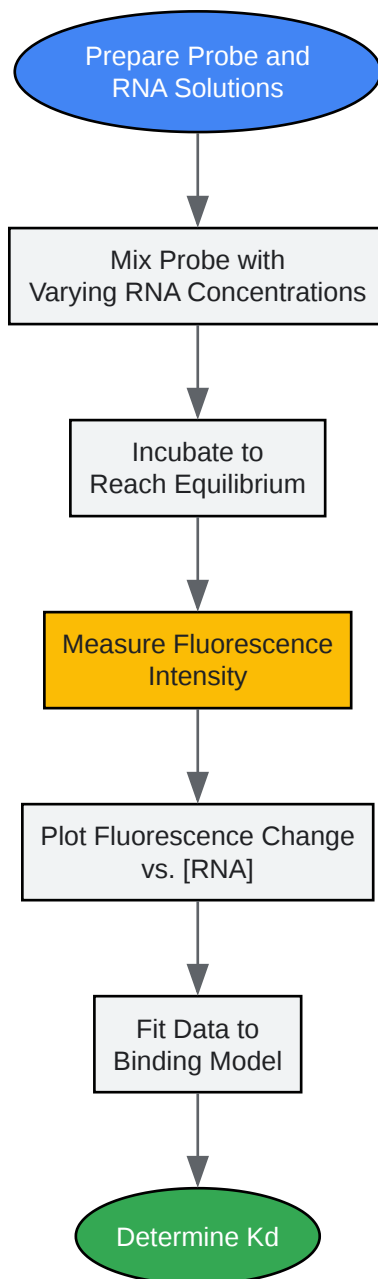 Prepare Probe and
RNA Solutions
Mix Probe with
Varying RNA Concentrations
Incubate to
Reach Equilibrium
Measure Fluorescence
Intensity
Plot Fluorescence Change
vs. [RNA]
Fit Data to
Binding Model
Determine Kd